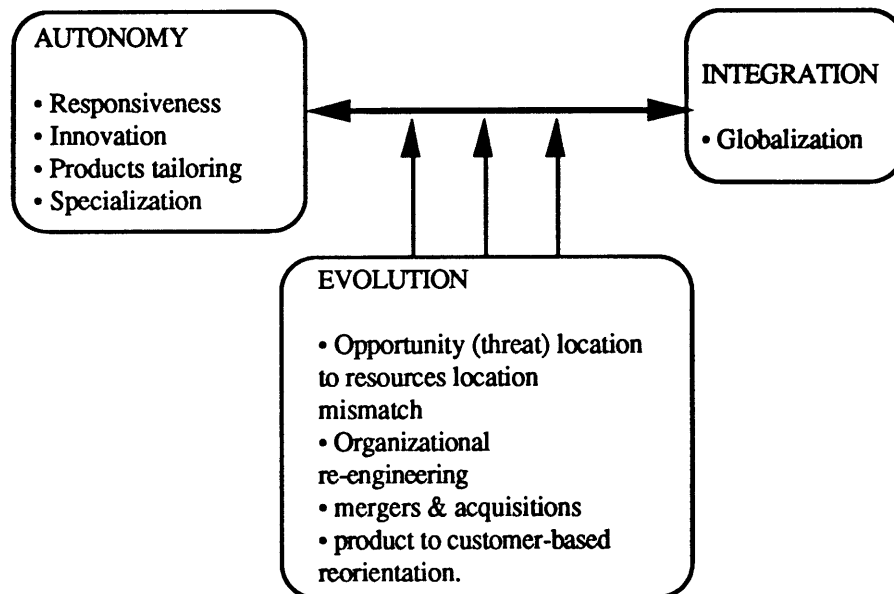 AUTONOMY
• Responsiveness
• Innovation
• Products tailoring
• Specialization
INTEGRATION
• Globalization
EVOLUTION
• Opportunity (threat) location
to resources location
mismatch
• Organizational
re-engineering
• mergers & acquisitions
• product to customer-based
reorientation.